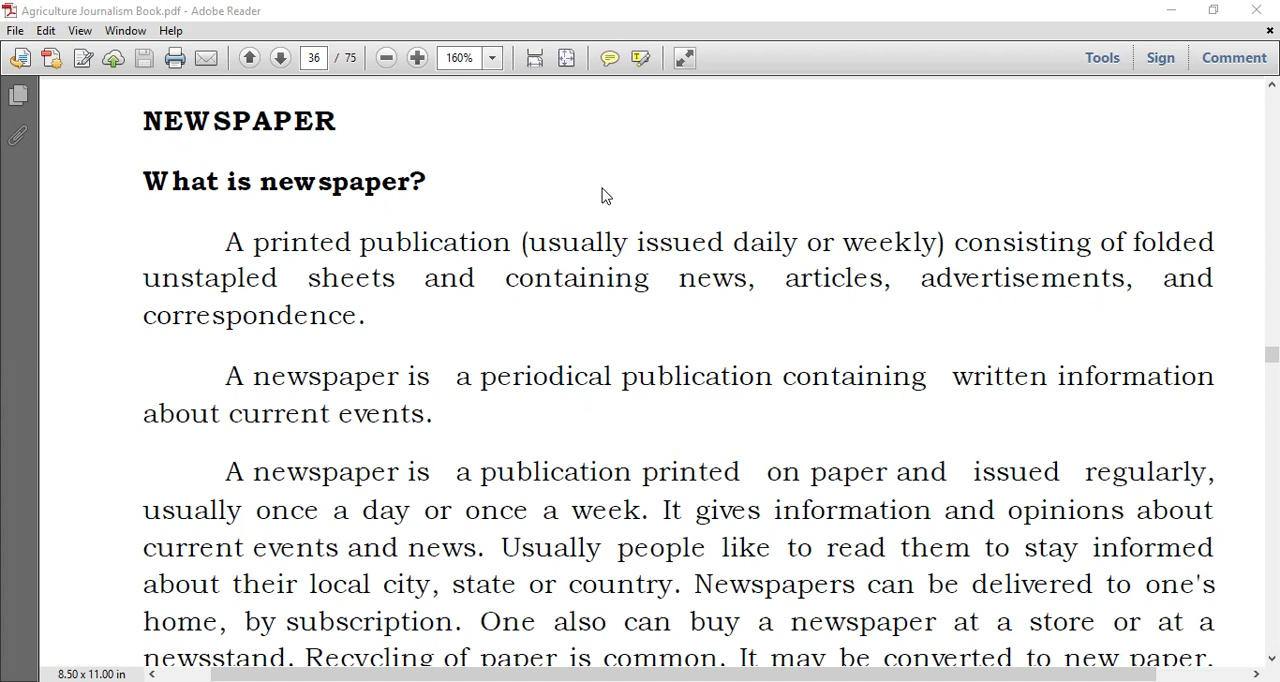 Agriculture Journalism Book.pdf - Adobe Reader
File Edit View Window Help
36 / 75 160% Tools Sign Comment
NEWSPAPER
What is newspaper?
A printed publication (usually issued daily or weekly) consisting of folded
unstapled sheets and containing news, articles, advertisements, and
correspondence.
A newspaper is a periodical publication containing written information
about current events.
A newspaper is a publication printed on paper and issued regularly,
usually once a day or once a week. It gives information and opinions about
current events and news. Usually people like to read them to stay informed
about their local city, state or country. Newspapers can be delivered to one's
home, by subscription. One also can buy a newspaper at a store or at a
newsstand. Recycling of paper is common. It may be converted to new paper.
8.50 x 11.00 in